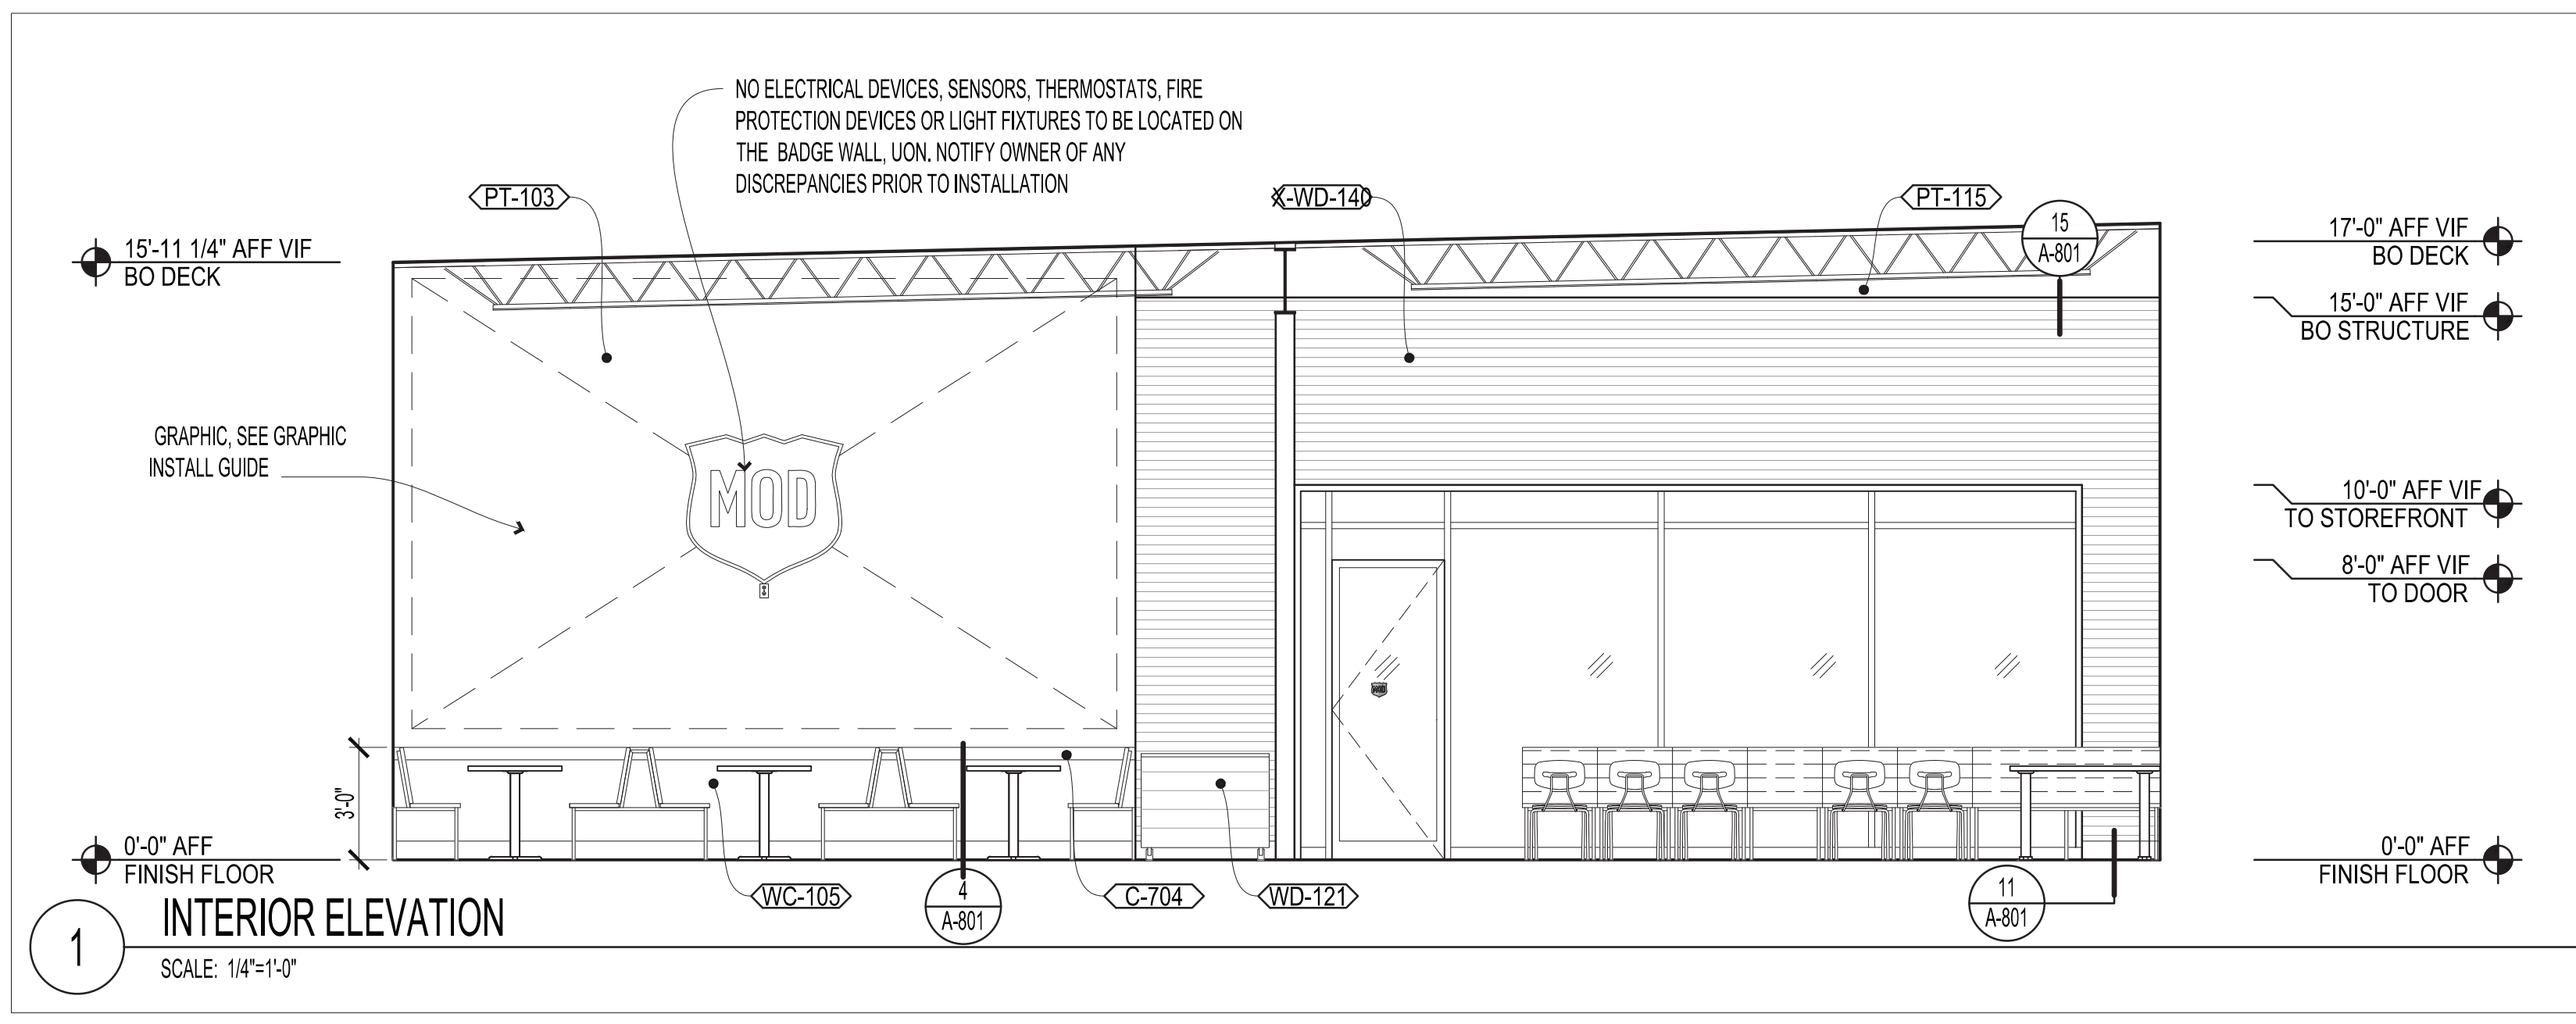 NO ELECTRICAL DEVICES, SENSORS, THERMOSTATS, FIRE
PROTECTION DEVICES OR LIGHT FIXTURES TO BE LOCATED ON
THE BADGE WALL, UON. NOTIFY OWNER OF ANY
DISCREPANCIES PRIOR TO INSTALLATION
PT-103
X-WD-140
PT-115
15
A-801
15'-11 1/4" AFF VIF
BO DECK
17'-0" AFF VIF
BO DECK
15'-0" AFF VIF
BO STRUCTURE
GRAPHIC, SEE GRAPHIC
INSTALL GUIDE
MOD
10'-0" AFF VIF
TO STOREFRONT
8'-0" AFF VIF
TO DOOR
MOD
3'-0"
0'-0" AFF
FINISH FLOOR
0'-0" AFF
FINISH FLOOR
WC-105
4
A-801
C-704
WD-121
11
A-801
1
INTERIOR ELEVATION
SCALE: 1/4"=1'-0"